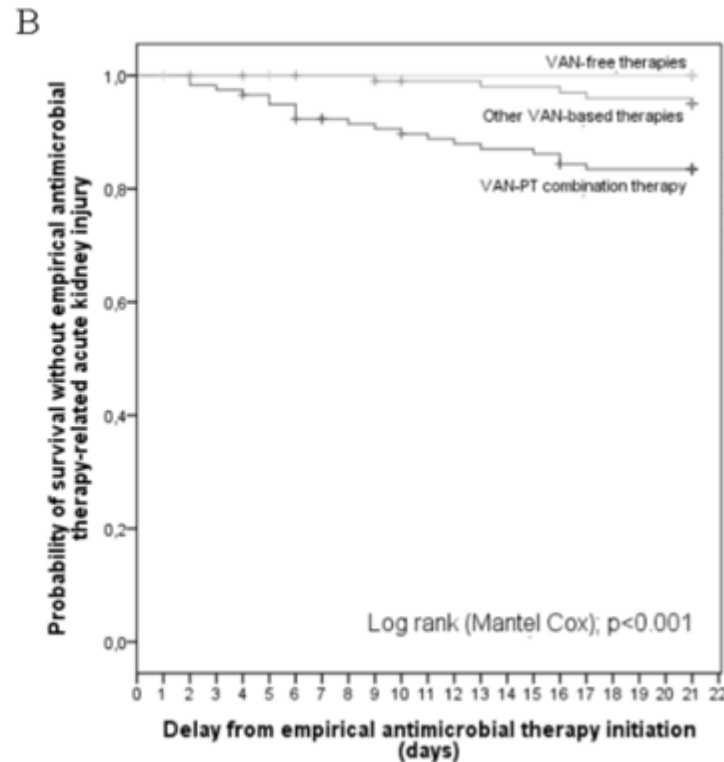 B
Probability of survival without empirical antimicrobial
therapy-related acute kidney injury
1,0
0,8
0,6
0,4
0,2
0,0
VAN-free therapies
Other VAN-based therapies
VAN-PT combination therapy
Log rank (Mantel Cox); p<0.001
0 1 2 3 4 5 6 7 8 9 10 11 12 13 14 15 16 17 18 19 20 21 22
Delay from empirical antimicrobial therapy initiation
(days)